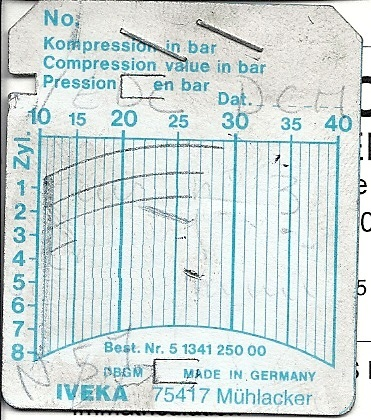 No.
Kompression in bar
Compression value in bar
Pression en bar
Dat.
10 15 20 25 30 35 40
Zyl.
1
2
3
4
5
6
7
8
Best. Nr. 5 1341 250 00
DBGM MADE IN GERMANY
IVEKA 75417 Mühlacker